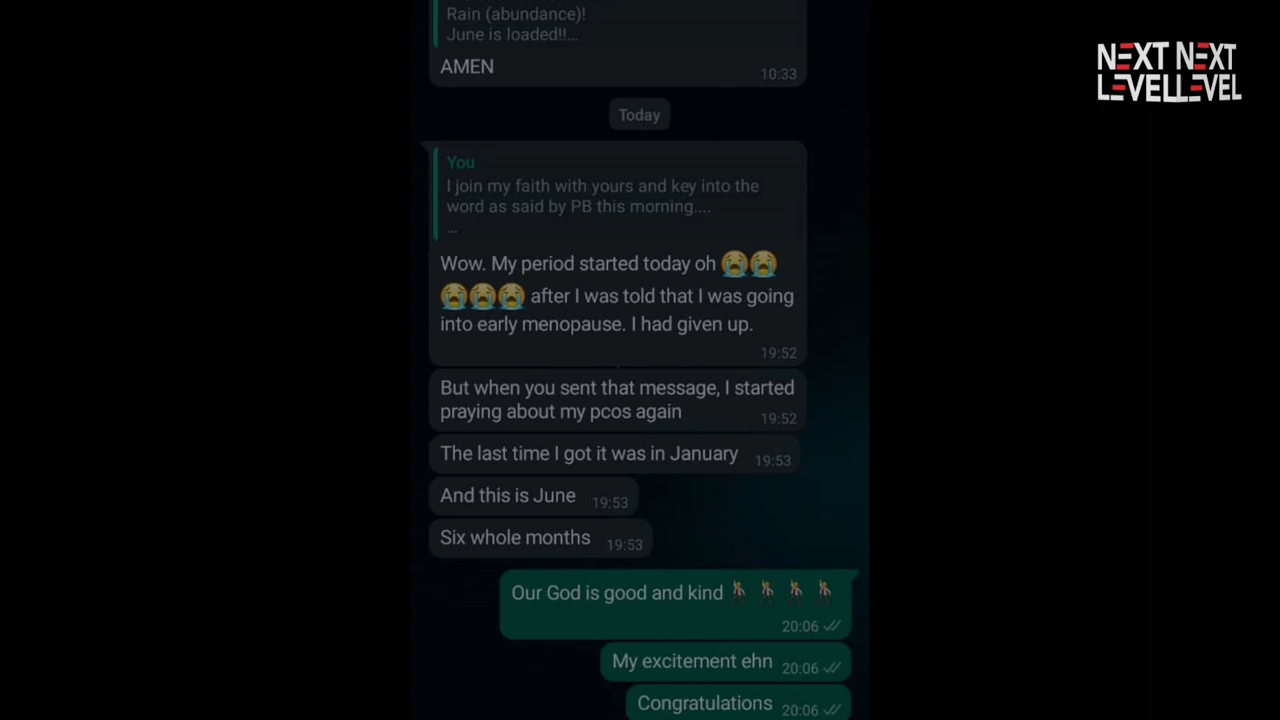 Rain (abundance)!
June is loaded!!...
AMEN
10:33
Today
You
I join my faith with yours and key into the
word as said by PB this morning....
...
Wow. My period started today oh 😭😭
😭😭😭 after I was told that I was going
into early menopause. I had given up.
19:52
But when you sent that message, I started
praying about my pcos again
19:52
The last time I got it was in January 19:53
And this is June 19:53
Six whole months 19:53
Our God is good and kind 💃💃💃💃
20:06
My excitement ehn 20:06
Congratulations 20:06
NEXT NEXT
LEVELLEVEL